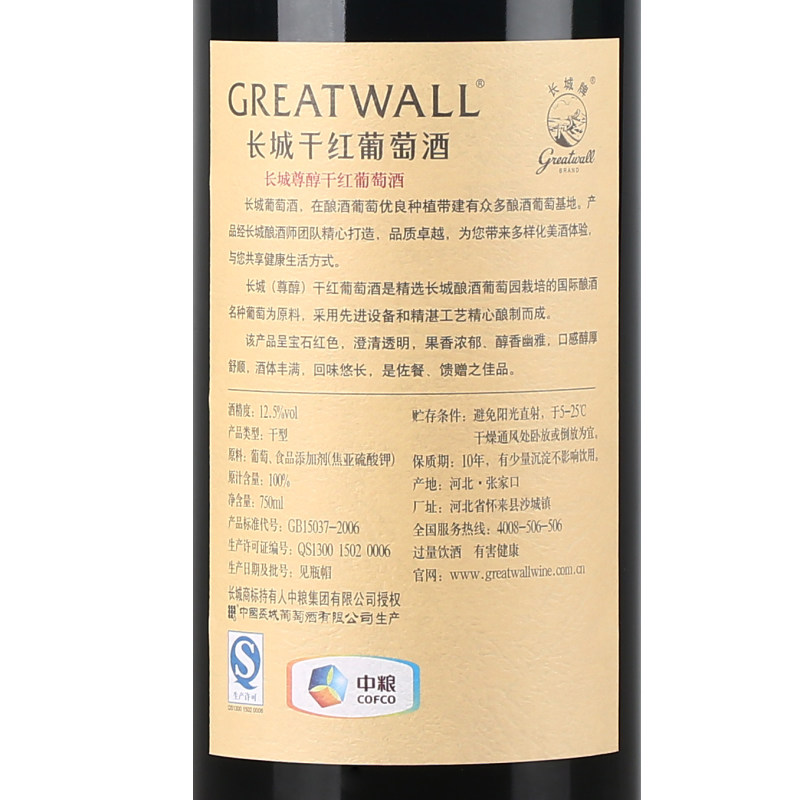 GREATWALL®
长城牌®
Greatwall
BRAND
长城干红葡萄酒
长城尊醇干红葡萄酒
长城葡萄酒，在酿酒葡萄优良种植带建有众多酿酒葡萄基地。产
品经长城酿酒师团队精心打造，品质卓越，为您带来多样化美酒体验，
与您共享健康生活方式。
长城（尊醇）干红葡萄酒是精选长城酿酒葡萄园栽培的国际酿酒
名种葡萄为原料，采用先进设备和精湛工艺精心酿制而成。
该产品呈宝石红色，澄清透明，果香浓郁、醇香幽雅，口感醇厚
舒顺，酒体丰满，回味悠长，是佐餐、馈赠之佳品。
酒精度：12.5%vol
产品类型：干型
原料：葡萄、食品添加剂(焦亚硫酸钾)
原汁含量：100%
净含量：750ml
产品标准代号：GB15037-2006
生产许可证编号：QS1300 1502 0006
生产日期及批号：见瓶帽
贮存条件：避免阳光直射，于5-25℃
干燥通风处卧放或倒放为宜。
保质期：10年，有少量沉淀不影响饮用。
产地：河北·张家口
厂址：河北省怀来县沙城镇
全国服务热线：4008-506-506
过量饮酒 有害健康
官网：www.greatwallwine.com.cn
长城商标持有人中粮集团有限公司授权
中国长城葡萄酒有限公司生产
QS
生产许可
QS1300 1502 0006
中粮
COFCO